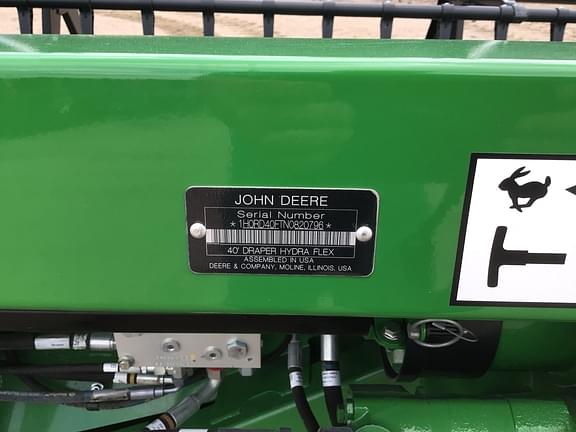 JOHN DEERE
Serial Number
*1H0RD40FTN0820796*
40' DRAPER HYDRA FLEX
ASSEMBLED IN USA
DEERE & COMPANY, MOLINE, ILLINOIS, USA